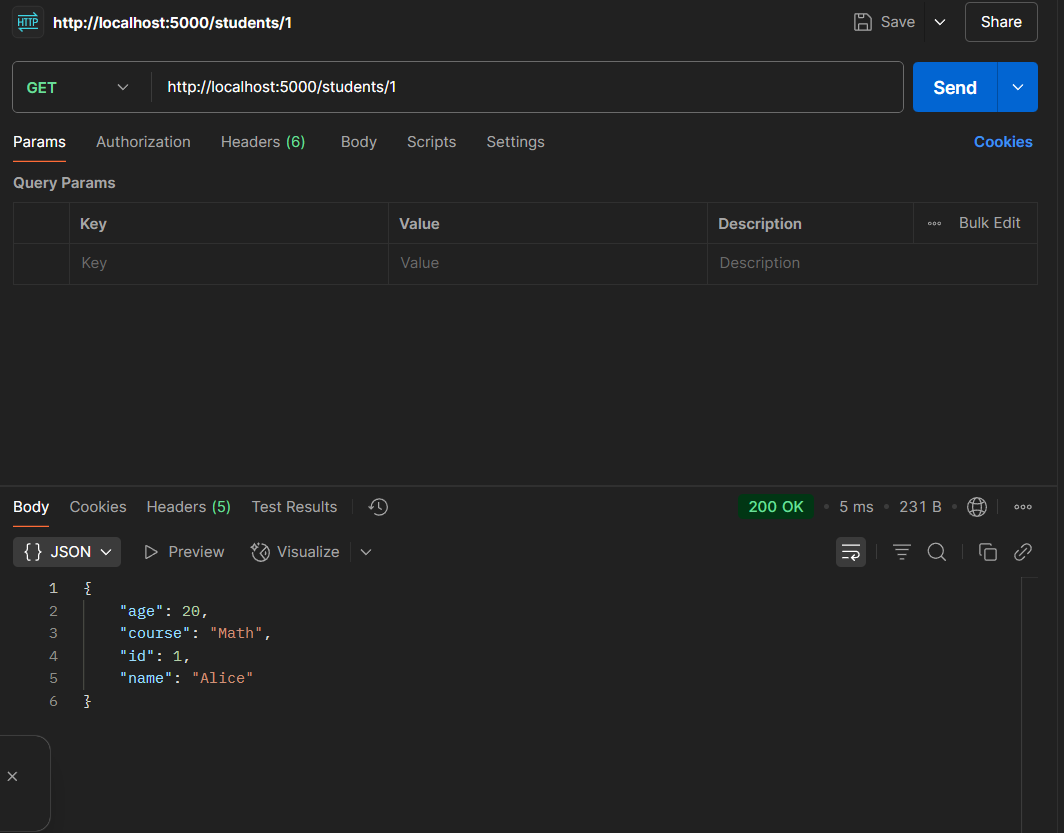 HTTP http://localhost:5000/students/1 Save Share
GET http://localhost:5000/students/1 Send
Params Authorization Headers (6) Body Scripts Settings Cookies
Query Params
Key Value Description Bulk Edit
Key Value Description
Body Cookies Headers (5) Test Results 200 OK • 5 ms • 231 B •
{} JSON Preview Visualize
1 {
2 "age": 20,
3 "course": "Math",
4 "id": 1,
5 "name": "Alice"
6 }